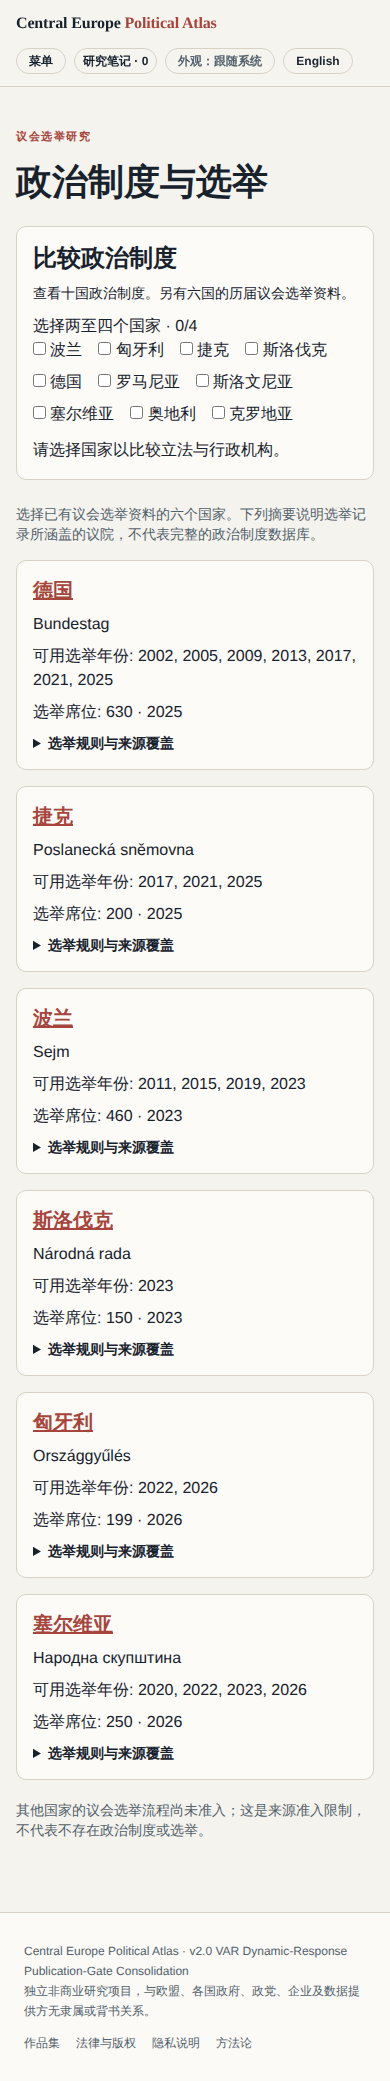 Central Europe Political Atlas
菜单 研究笔记 · 0 外观：跟随系统 English
议会选举研究
政治制度与选举
比较政治制度
查看十国政治制度。另有六国的历届议会选举资料。
选择两至四个国家 · 0/4
波兰 匈牙利 捷克 斯洛伐克
德国 罗马尼亚 斯洛文尼亚
塞尔维亚 奥地利 克罗地亚
请选择国家以比较立法与行政机构。
选择已有议会选举资料的六个国家。下列摘要说明选举记
录所涵盖的议院，不代表完整的政治制度数据库。
德国
Bundestag
可用选举年份: 2002, 2005, 2009, 2013, 2017,
2021, 2025
选举席位: 630 · 2025
▶ 选举规则与来源覆盖
捷克
Poslanecká sněmovna
可用选举年份: 2017, 2021, 2025
选举席位: 200 · 2025
▶ 选举规则与来源覆盖
波兰
Sejm
可用选举年份: 2011, 2015, 2019, 2023
选举席位: 460 · 2023
▶ 选举规则与来源覆盖
斯洛伐克
Národná rada
可用选举年份: 2023
选举席位: 150 · 2023
▶ 选举规则与来源覆盖
匈牙利
Országgyűlés
可用选举年份: 2022, 2026
选举席位: 199 · 2026
▶ 选举规则与来源覆盖
塞尔维亚
Народна скупштина
可用选举年份: 2020, 2022, 2023, 2026
选举席位: 250 · 2026
▶ 选举规则与来源覆盖
其他国家的议会选举流程尚未准入；这是来源准入限制，
不代表不存在政治制度或选举。
Central Europe Political Atlas · v2.0 VAR Dynamic-Response
Publication-Gate Consolidation
独立非商业研究项目，与欧盟、各国政府、政党、企业及数据提
供方无隶属或背书关系。
作品集 法律与版权 隐私说明 方法论